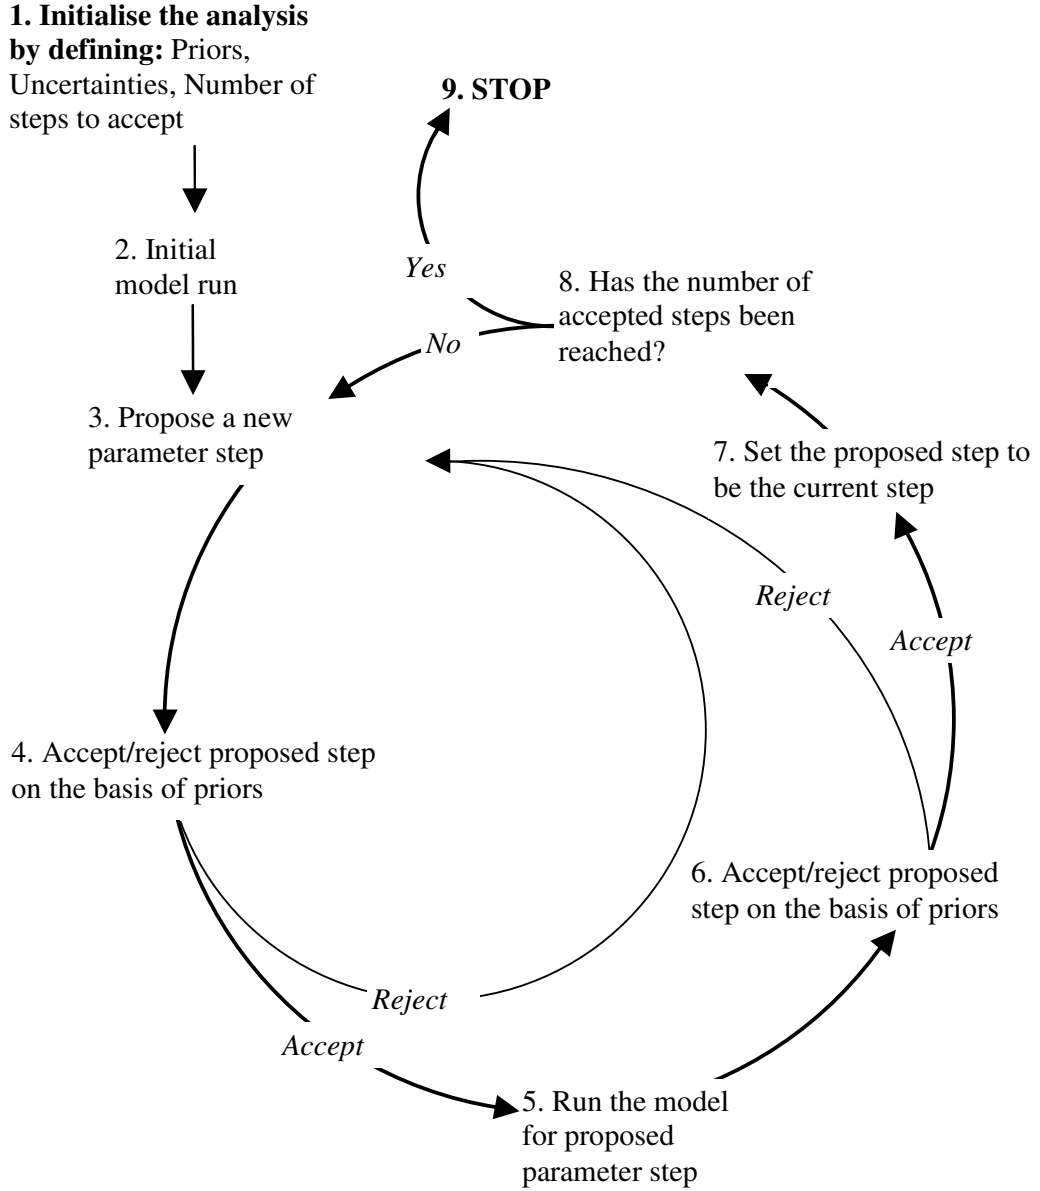 1. Initialise the analysis
by defining: Priors,
Uncertainties, Number of
steps to accept
9. STOP
2. Initial
model run
Yes
8. Has the number of
accepted steps been
reached?
No
3. Propose a new
parameter step
7. Set the proposed step to
be the current step
Reject
Accept
4. Accept/reject proposed step
on the basis of priors
6. Accept/reject proposed
step on the basis of priors
Reject
Accept
5. Run the model
for proposed
parameter step